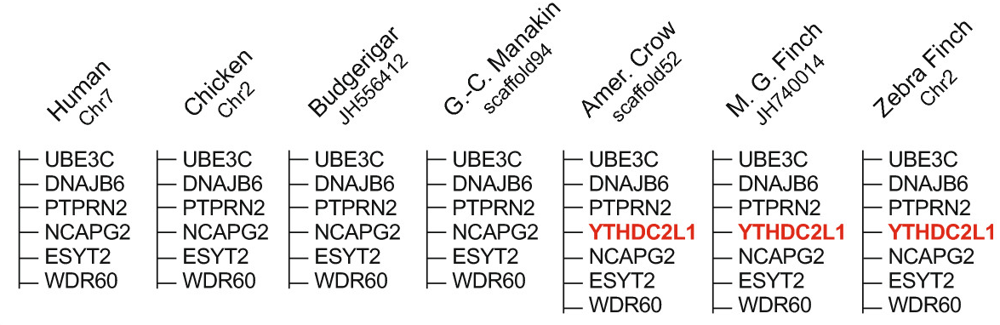 Human
Chr7
UBE3C
DNAJB6
PTPRN2
NCAPG2
ESYT2
WDR60
Chicken
Chr2
UBE3C
DNAJB6
PTPRN2
NCAPG2
ESYT2
WDR60
Budgerigar
JH556412
UBE3C
DNAJB6
PTPRN2
NCAPG2
ESYT2
WDR60
G.-C. Manakin
scaffold94
UBE3C
DNAJB6
PTPRN2
NCAPG2
ESYT2
WDR60
Amer. Crow
scaffold52
UBE3C
DNAJB6
PTPRN2
YTHDC2L1
NCAPG2
ESYT2
WDR60
M. G. Finch
JH740014
UBE3C
DNAJB6
PTPRN2
YTHDC2L1
NCAPG2
ESYT2
WDR60
Zebra Finch
Chr2
UBE3C
DNAJB6
PTPRN2
YTHDC2L1
NCAPG2
ESYT2
WDR60